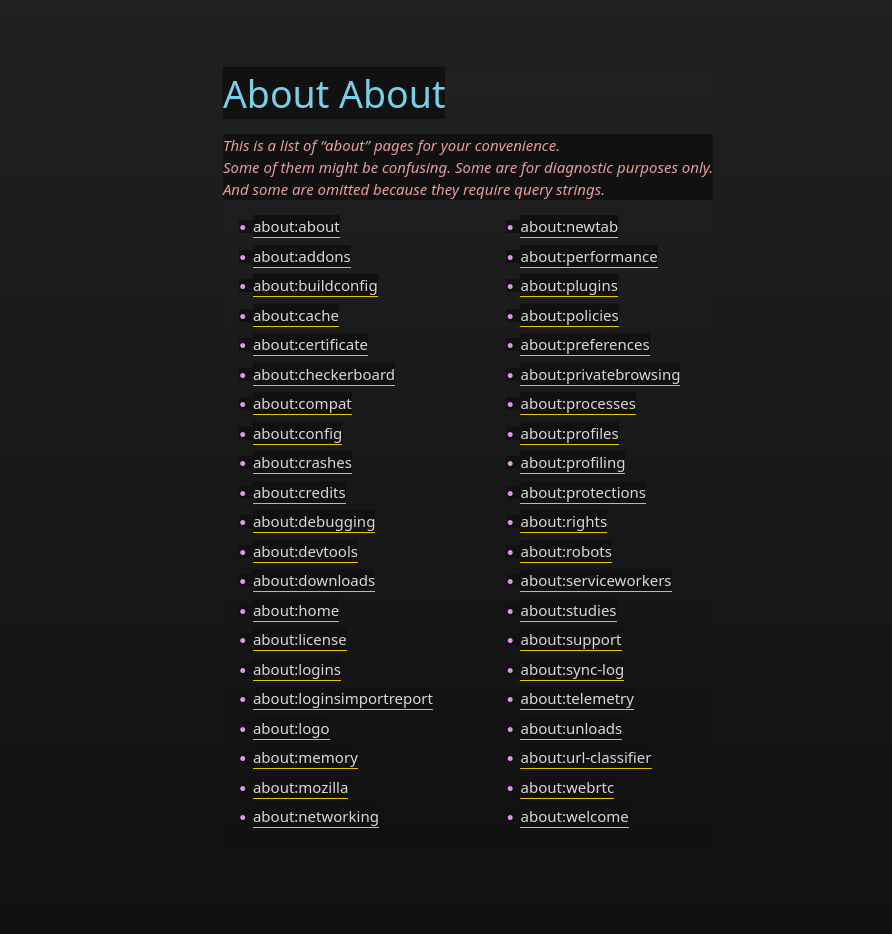 About About
This is a list of “about” pages for your convenience.
Some of them might be confusing. Some are for diagnostic purposes only.
And some are omitted because they require query strings.
about:about
about:addons
about:buildconfig
about:cache
about:certificate
about:checkerboard
about:compat
about:config
about:crashes
about:credits
about:debugging
about:devtools
about:downloads
about:home
about:license
about:logins
about:loginsimportreport
about:logo
about:memory
about:mozilla
about:networking
about:newtab
about:performance
about:plugins
about:policies
about:preferences
about:privatebrowsing
about:processes
about:profiles
about:profiling
about:protections
about:rights
about:robots
about:serviceworkers
about:studies
about:support
about:sync-log
about:telemetry
about:unloads
about:url-classifier
about:webrtc
about:welcome